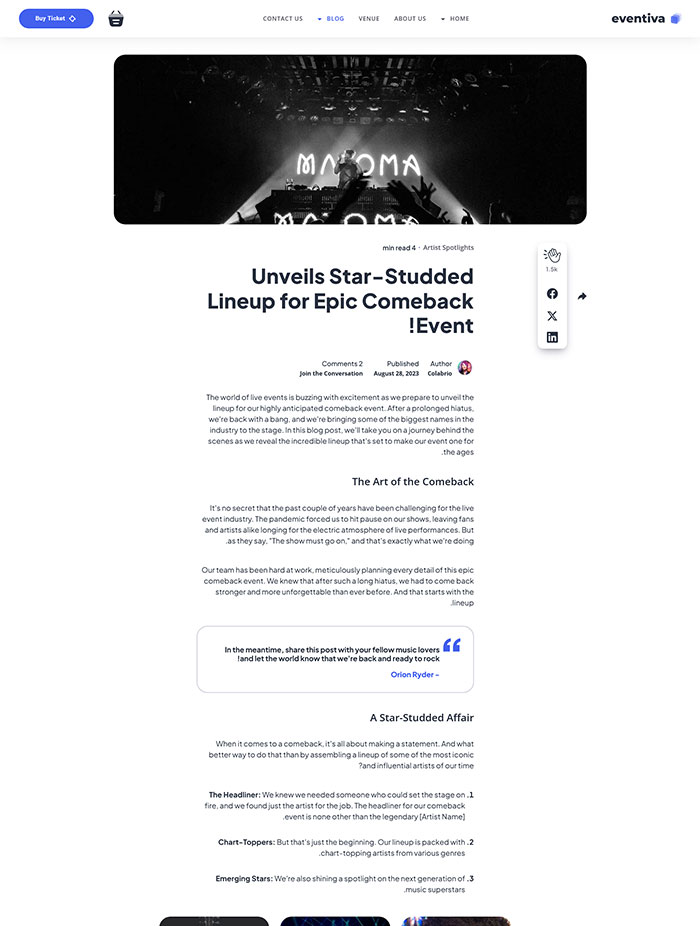 eventiva
HOME
ABOUT US
VENUE
BLOG
CONTACT US
Buy Ticket
MATOMA
MATOMA
Artist Spotlights · min read 4
1.5k
Unveils Star-Studded
Lineup for Epic Comeback
!Event
Author
Colabrio
Published
August 28, 2023
Comments 2
Join the Conversation
The world of live events is buzzing with excitement as we prepare to unveil the
lineup for our highly anticipated comeback event. After a prolonged hiatus,
we're back with a bang, and we're bringing some of the biggest names in the
industry to the stage. In this blog post, we'll take you on a journey behind the
scenes as we reveal the incredible lineup that's set to make our event one for
.the ages
The Art of the Comeback
It's no secret that the past couple of years have been challenging for the live
event industry. The pandemic forced us to hit pause on our shows, leaving fans
and artists alike longing for the electric atmosphere of live performances. But
.as they say, "The show must go on," and that's exactly what we're doing
Our team has been hard at work, meticulously planning every detail of this epic
comeback event. We knew that after such a long hiatus, we had to come back
stronger and more unforgettable than ever before. And that starts with the
.lineup
In the meantime, share this post with your fellow music lovers
!and let the world know that we're back and ready to rock
Orion Ryder –
A Star-Studded Affair
When it comes to a comeback, it's all about making a statement. And what
better way to do that than by assembling a lineup of some of the most iconic
?and influential artists of our time
.1 The Headliner: We knew we needed someone who could set the stage on
fire, and we found just the artist for the job. The headliner for our comeback
.event is none other than the legendary [Artist Name]
.2 Chart-Toppers: But that's just the beginning. Our lineup is packed with
.chart-topping artists from various genres
.3 Emerging Stars: We're also shining a spotlight on the next generation of
.music superstars